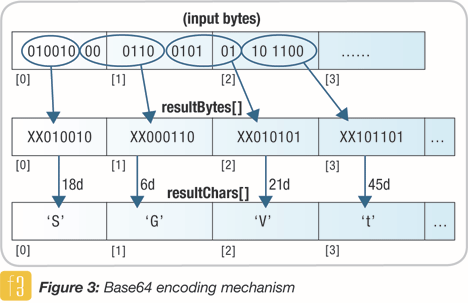 (input bytes)
010010 00 0110 0101 01 10 1100 ......
[0] [1] [2] [3]
resultBytes[]
XX010010 XX000110 XX010101 XX101101 ...
[0] [1] [2] [3]
18d 6d 21d 45d
resultChars[]
‘S’ ‘G’ ‘V’ ‘t’ ...
[0] [1] [2] [3]
f3 Figure 3: Base64 encoding mechanism